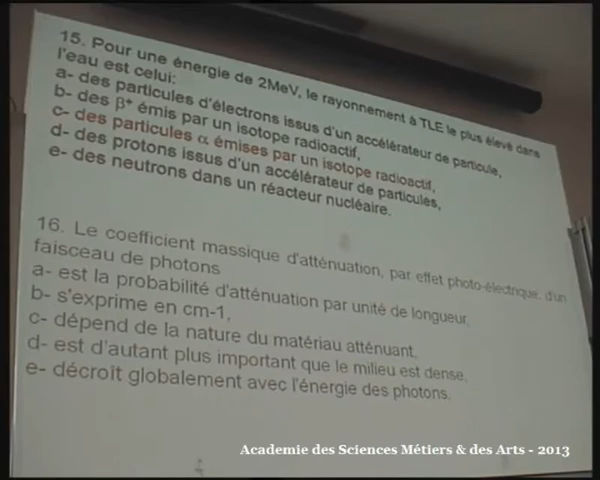 15. Pour une énergie de 2MeV, le rayonnement à TLE le plus élevé dans
l'eau est celui:
a- des particules d'électrons issus d'un accélérateur de particule,
b- des β+ émis par un isotope radioactif,
c- des particules α émises par un isotope radioactif,
d- des protons issus d'un accélérateur de particules,
e- des neutrons dans un réacteur nucléaire.
16. Le coefficient massique d'atténuation, par effet photo-électrique, d'un
faisceau de photons
a- est la probabilité d'atténuation par unité de longueur,
b- s'exprime en cm-1,
c- dépend de la nature du matériau atténuant,
d- est d'autant plus important que le milieu est dense,
e- décroît globalement avec l'énergie des photons.
Academie des Sciences Métiers & des Arts - 2013